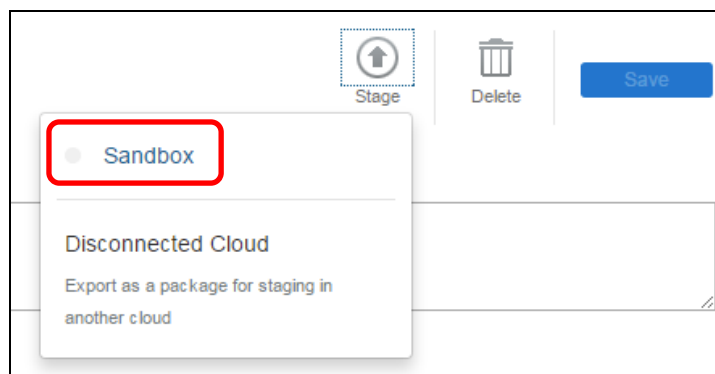 Stage
Delete
Save
Sandbox
Disconnected Cloud
Export as a package for staging in
another cloud